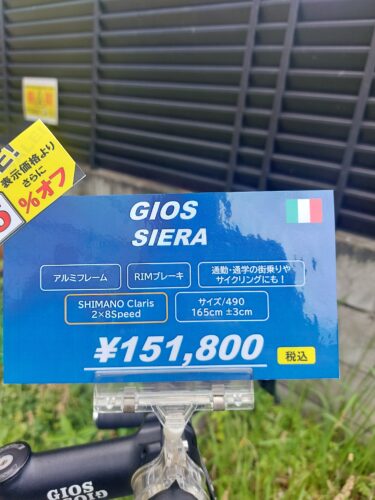 表示価格より
さらに
%オフ
GIOS
SIERA
アルミフレーム
RIMブレーキ
通勤・通学の街乗りや
サイクリングにも!
SHIMANO Claris
2×8Speed
サイズ/490
165cm ±3cm
¥151,800
税込
GIOS
GIOS